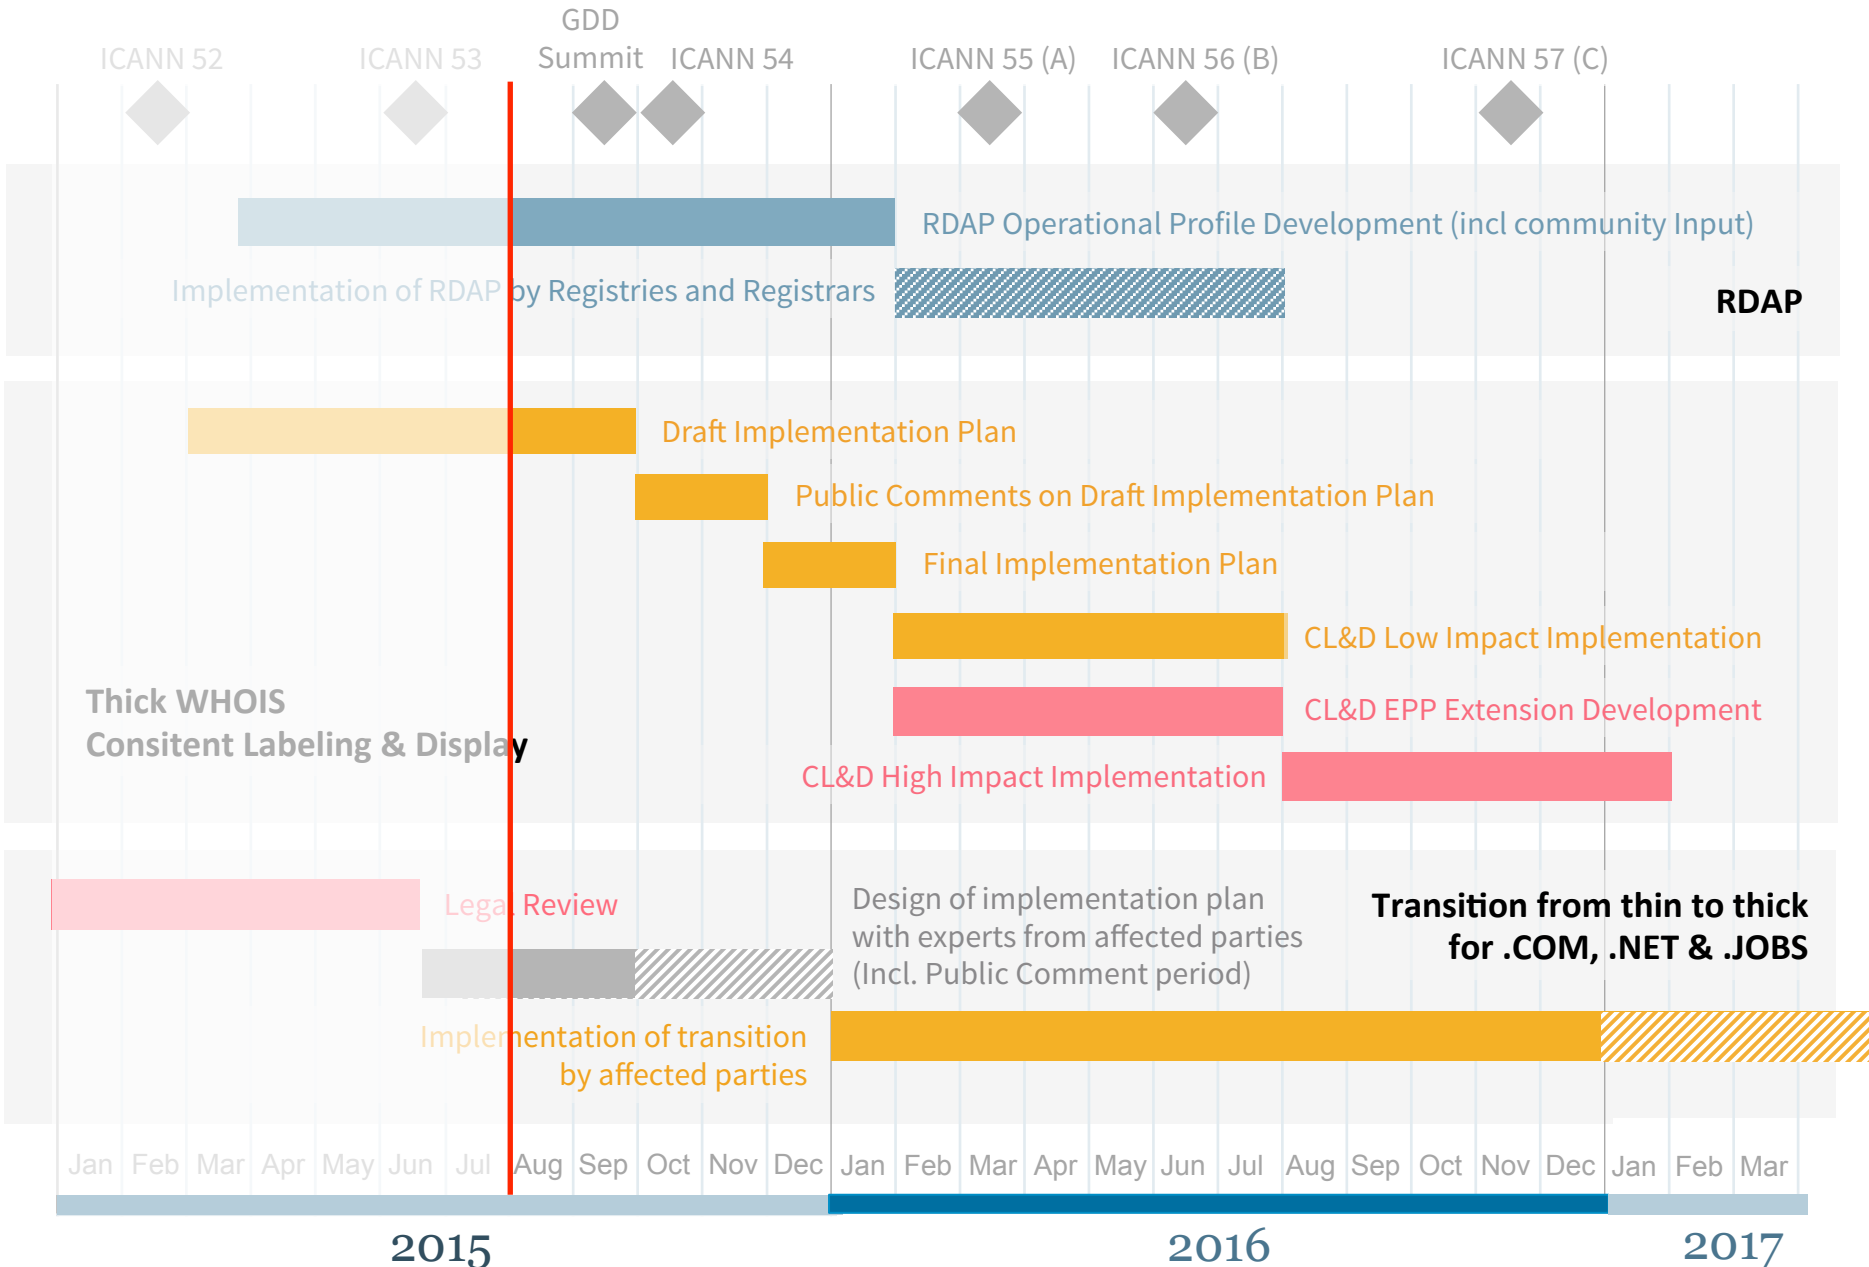 GDD
ICANN 52 ICANN 53 Summit ICANN 54 ICANN 55 (A) ICANN 56 (B) ICANN 57 (C)
RDAP Operational Profile Development (incl community Input)
Implementation of RDAP by Registries and Registrars
RDAP
Draft Implementation Plan
Public Comments on Draft Implementation Plan
Final Implementation Plan
CL&D Low Impact Implementation
Thick WHOIS
Consitent Labeling & Display
CL&D EPP Extension Development
CL&D High Impact Implementation
Legal Review
Design of implementation plan
with experts from affected parties
(Incl. Public Comment period)
Transition from thin to thick
for .COM, .NET & .JOBS
Implementation of transition
by affected parties
Jan Feb Mar Apr May Jun Jul Aug Sep Oct Nov Dec Jan Feb Mar Apr May Jun Jul Aug Sep Oct Nov Dec Jan Feb Mar
2015 2016 2017